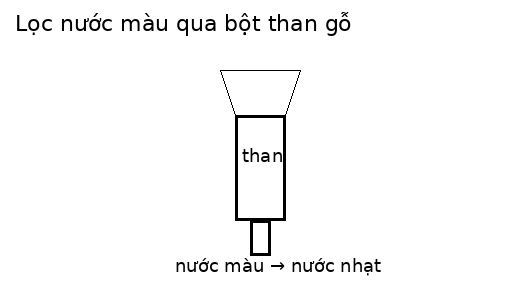 Lọc nước màu qua bột than gỗ
than
nước màu → nước nhạt